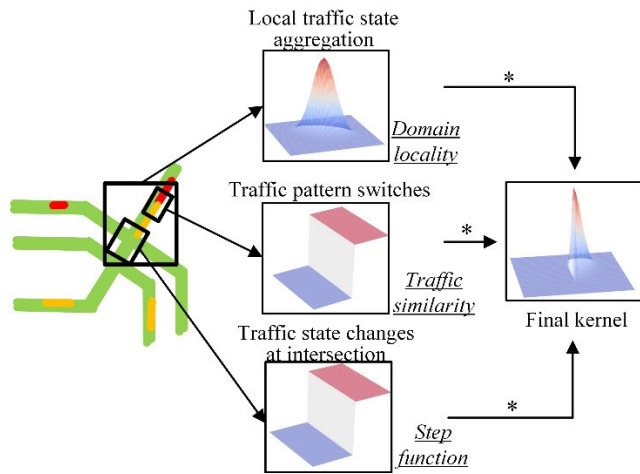 Local traffic state
aggregation
*
Domain
locality
Traffic pattern switches
*
Traffic
similarity
Final kernel
Traffic state changes
at intersection
*
Step
function